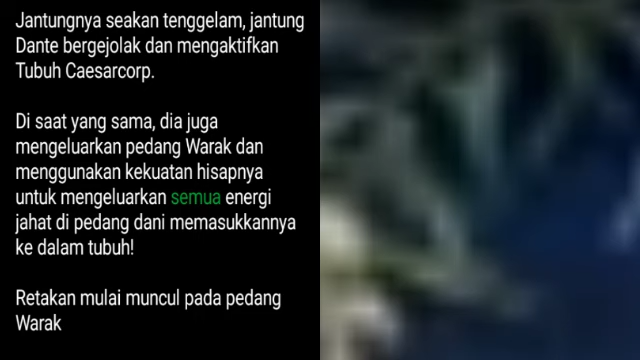 Jantungnya seakan tenggelam, jantung
Dante bergejolak dan mengaktifkan
Tubuh Caesarcorp.
Di saat yang sama, dia juga
mengeluarkan pedang Warak dan
menggunakan kekuatan hisapnya
untuk mengeluarkan semua energi
jahat di pedang dani memasukkannya
ke dalam tubuh!
Retakan mulai muncul pada pedang
Warak